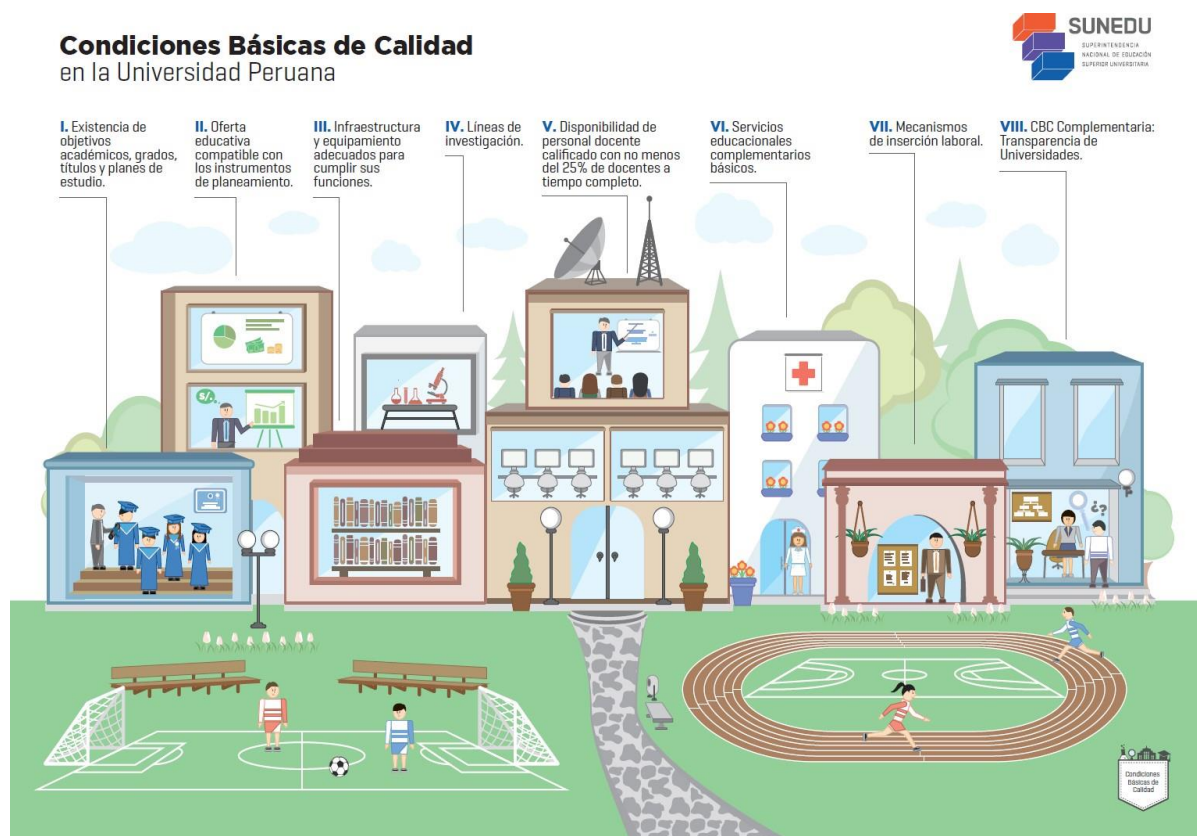 Condiciones Básicas de Calidad
en la Universidad Peruana
SUNEDU
SUPERINTENDENCIA
NACIONAL DE EDUCACIÓN
SUPERIOR UNIVERSITARIA
I. Existencia de
objetivos
académicos, grados,
títulos y planes de
estudio.
II. Oferta
educativa
compatible con
los instrumentos
de planeamiento.
III. Infraestructura
y equipamiento
adecuados para
cumplir sus
funciones.
IV. Líneas de
investigación.
V. Disponibilidad de
personal docente
calificado con no menos
del 25% de docentes a
tiempo completo.
VI. Servicios
educacionales
complementarios
básicos.
VII. Mecanismos
de inserción laboral.
VIII. CBC Complementaria:
Transparencia de
Universidades.
S/.
¿?
Condiciones
Básicas de
Calidad